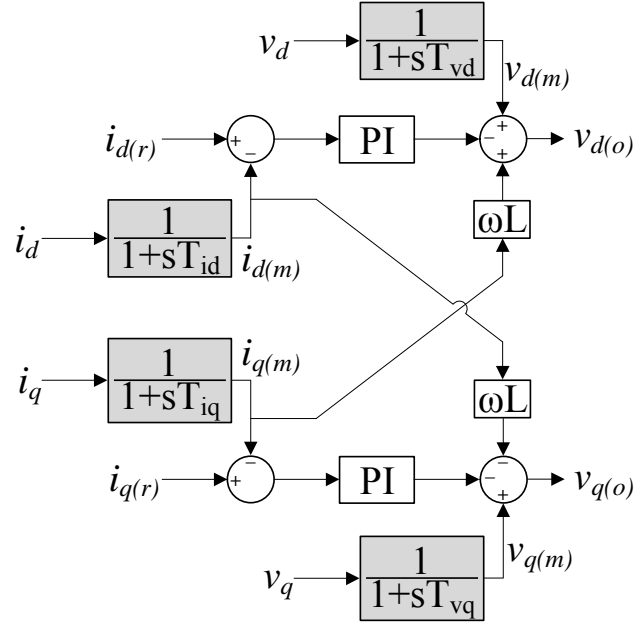 v_d
1
1+sT_vd
v_d(m)
i_d(r)
+
−
PI
−
+
+
v_d(o)
ωL
i_d
1
1+sT_id
i_d(m)
i_q
1
1+sT_iq
i_q(m)
ωL
i_q(r)
+
−
PI
−
−
+
v_q(o)
v_q
1
1+sT_vq
v_q(m)